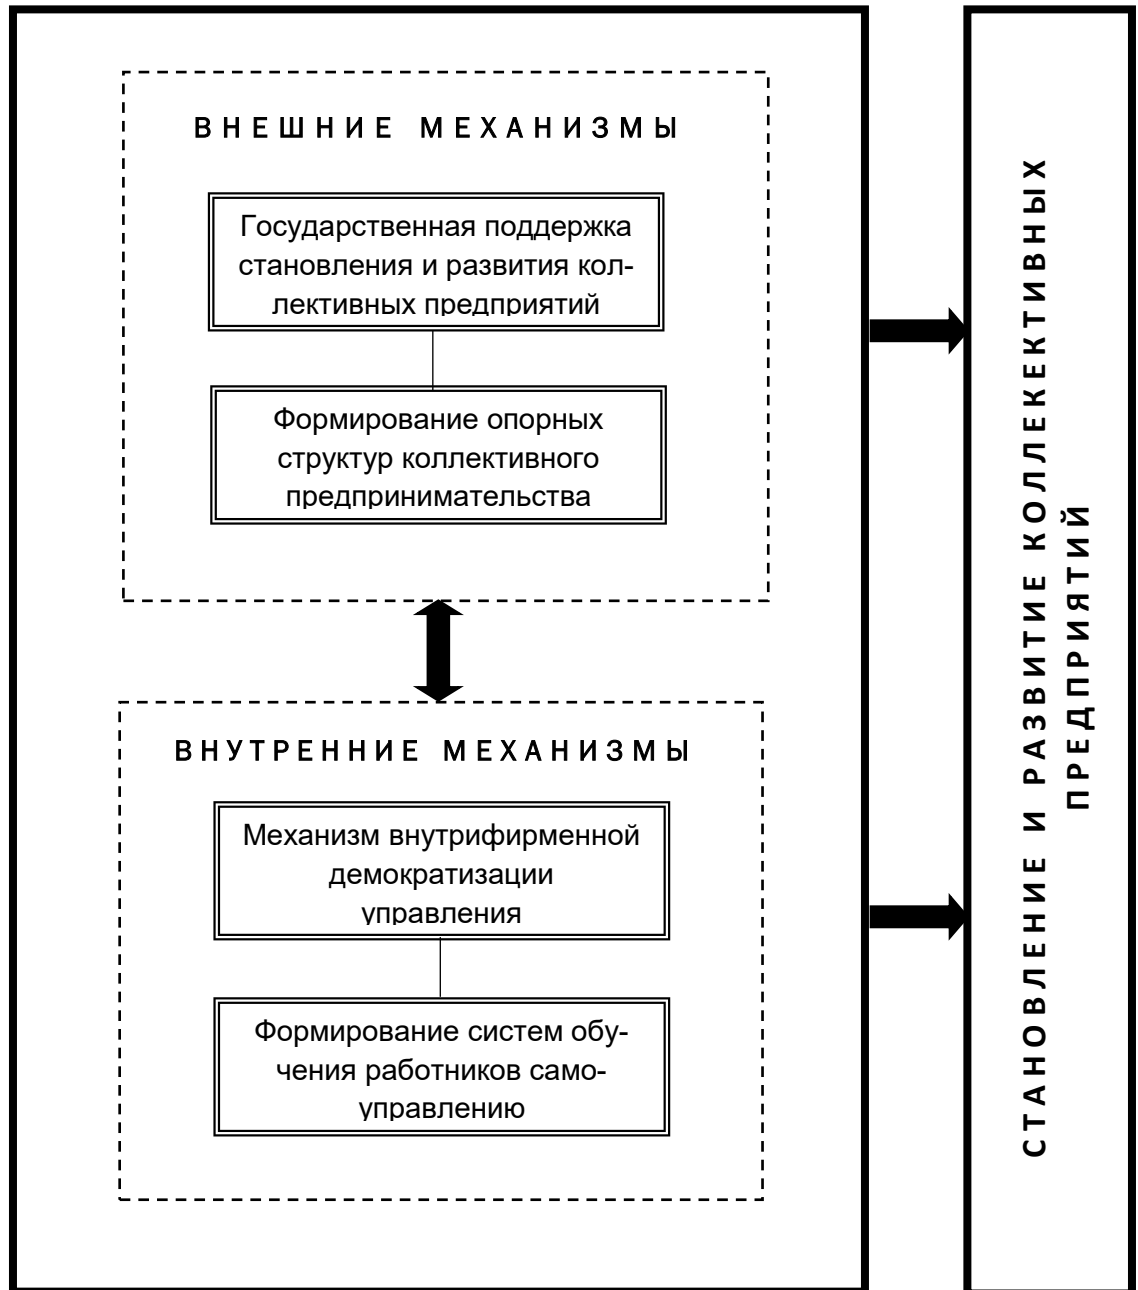 ВНЕШНИЕ МЕХАНИЗМЫ
Государственная поддержка
становления и развития кол-
лективных предприятий
Формирование опорных
структур коллективного
предпринимательства
ВНУТРЕННИЕ МЕХАНИЗМЫ
Механизм внутрифирменной
демократизации
управления
Формирование систем обу-
чения работников само-
управлению
СТАНОВЛЕНИЕ И РАЗВИТИЕ КОЛЛЕКЕКТИВНЫХ
ПРЕДПРИЯТИЙ